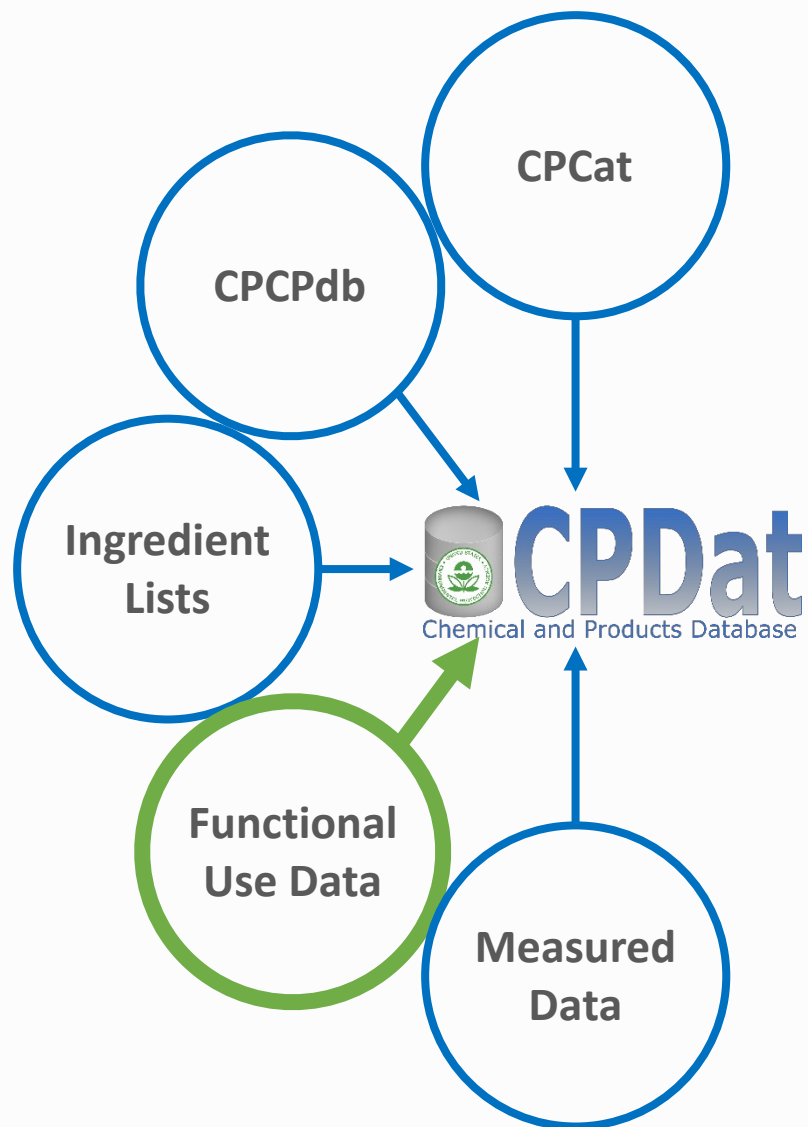 CPCat
CPCPdb
Ingredient
Lists
CPDat
Chemical and Products Database
Functional
Use Data
Measured
Data